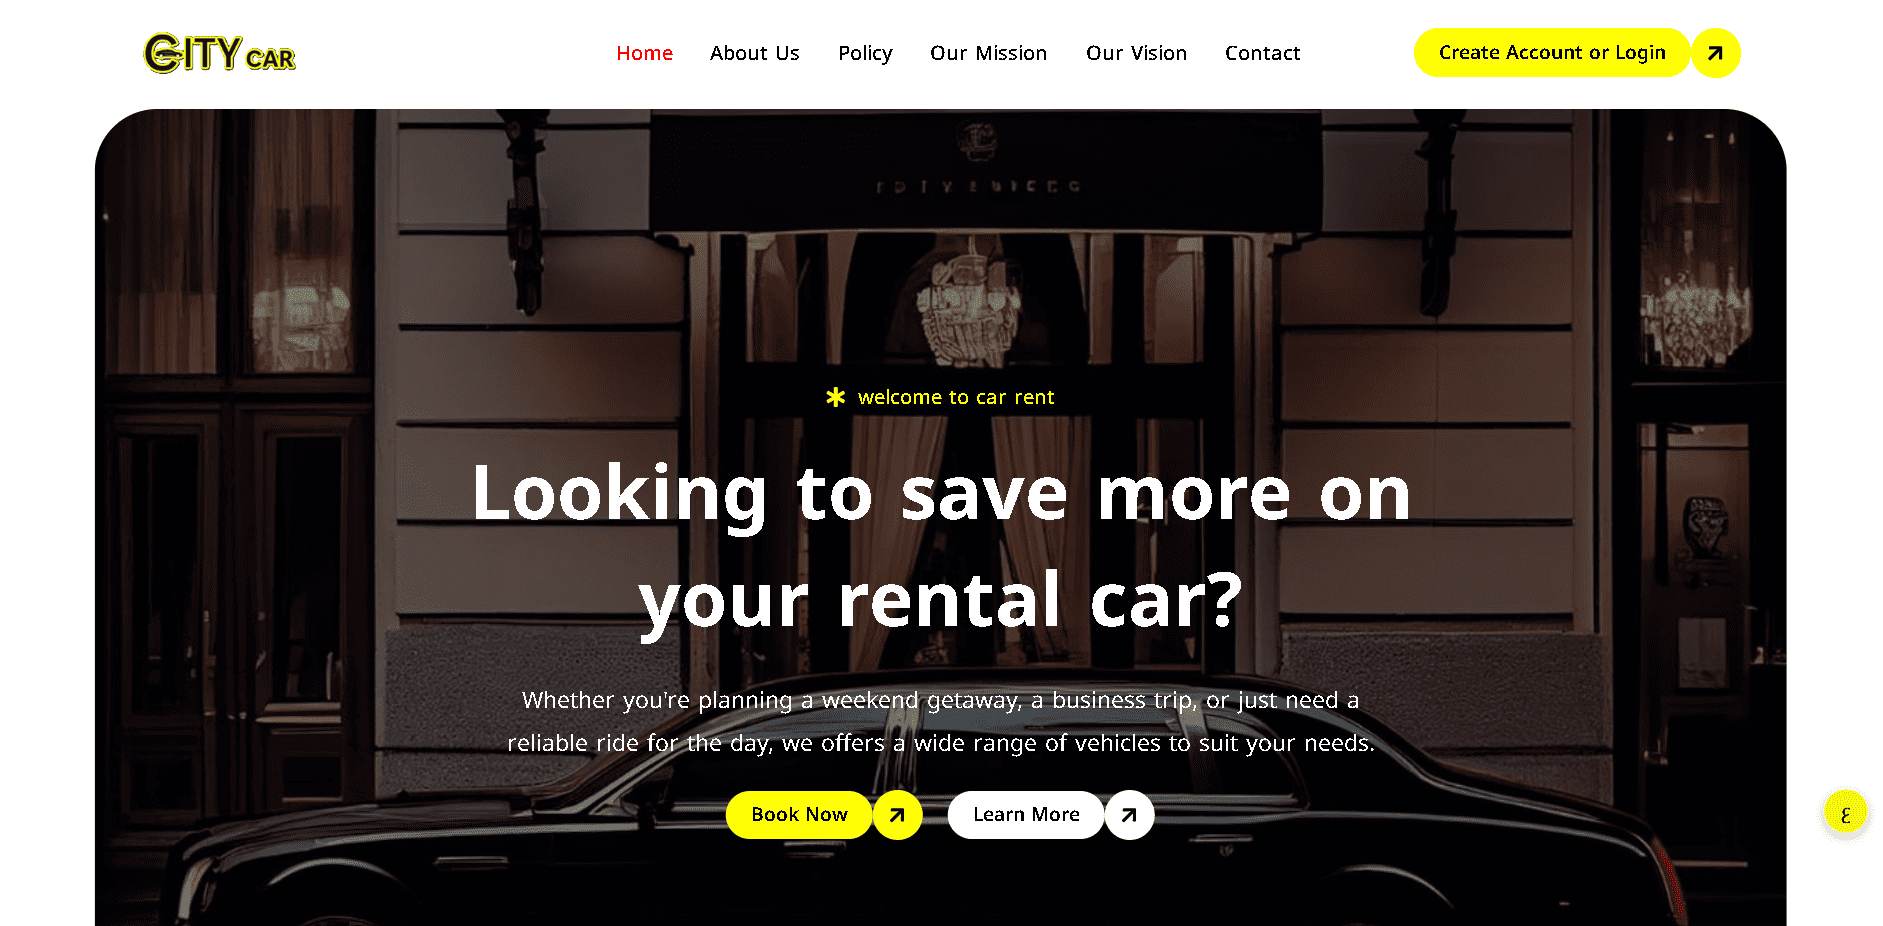 CITY CAR
Home About Us Policy Our Mission Our Vision Contact
Create Account or Login
welcome to car rent
Looking to save more on
your rental car?
Whether you're planning a weekend getaway, a business trip, or just need a
reliable ride for the day, we offers a wide range of vehicles to suit your needs.
Book Now Learn More
ع